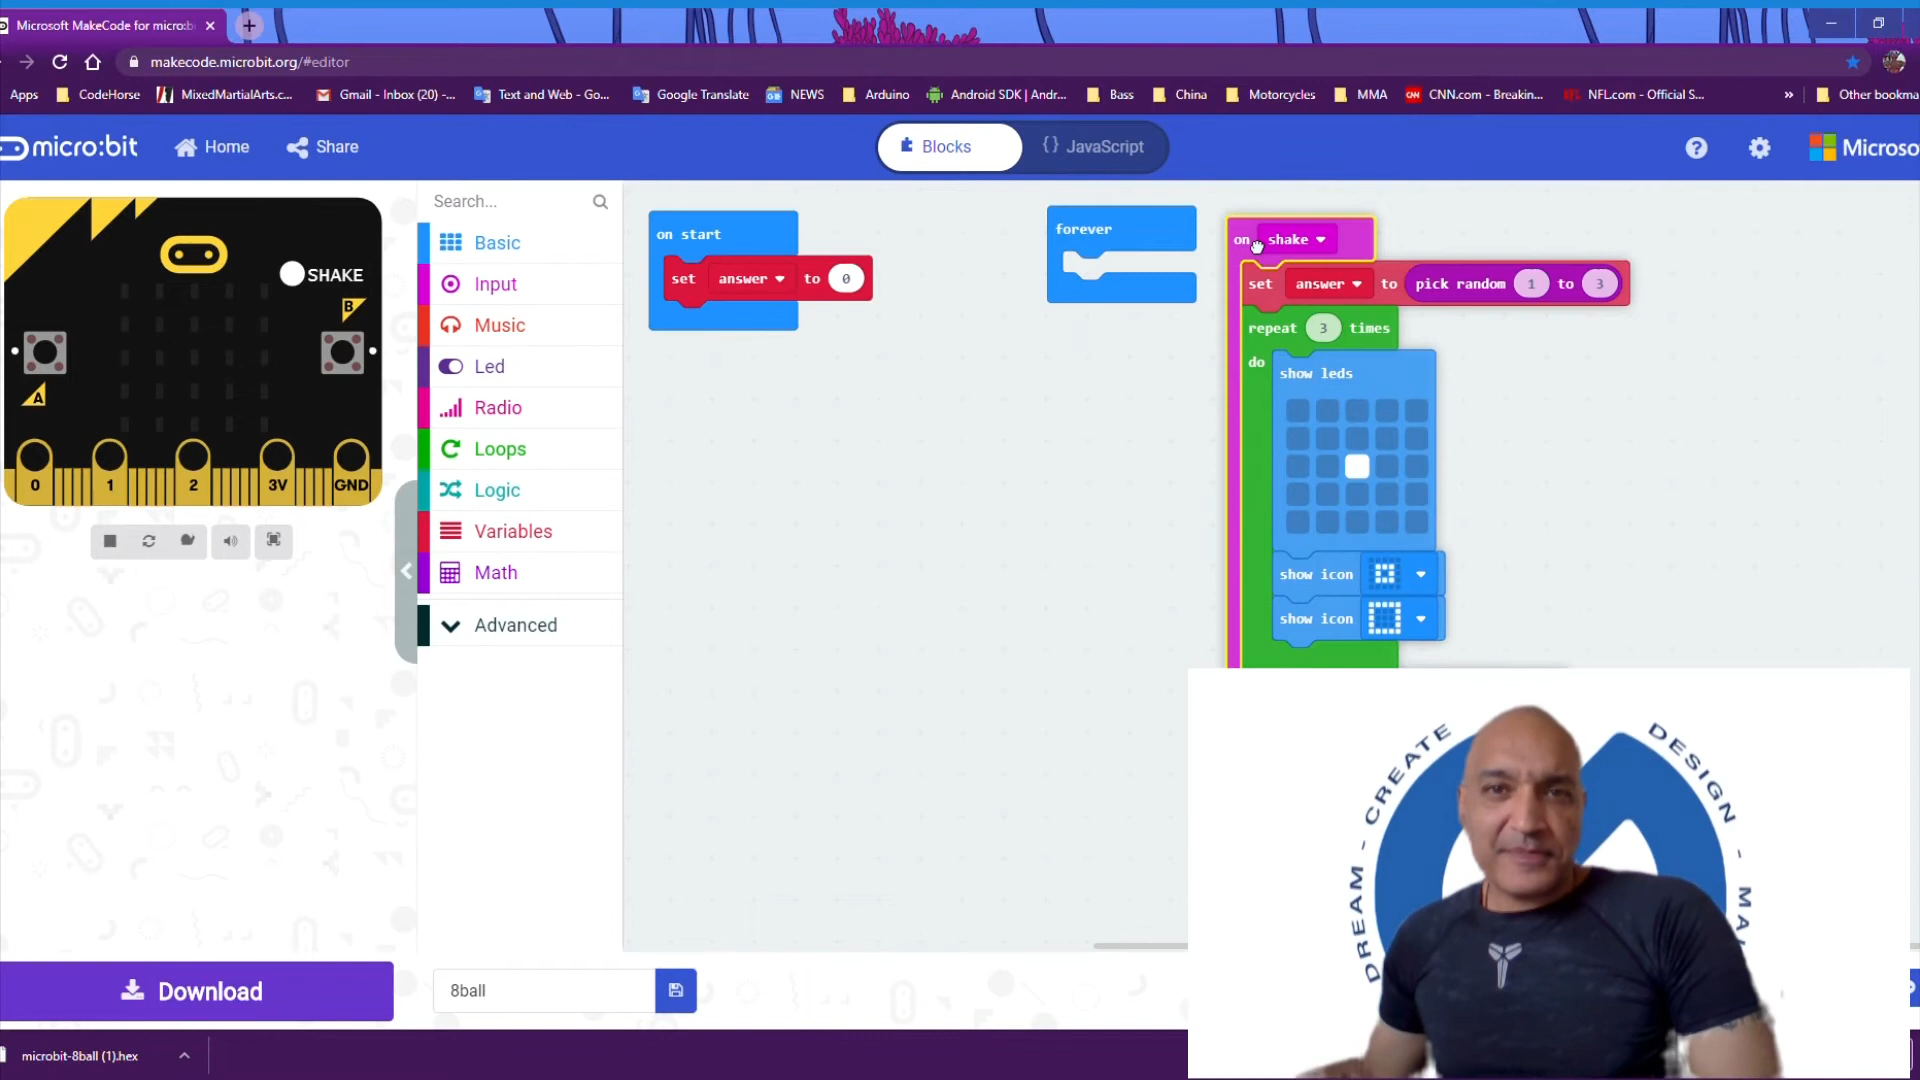 Microsoft MakeCode for micro:b
makecode.microbit.org/#editor
Apps CodeHorse MixedMartialArts.c... Gmail - Inbox (20) -... Text and Web - Go... Google Translate NEWS Arduino Android SDK | Andr... Bass China Motorcycles MMA CNN.com - Breakin... NFL.com - Official S... » Other bookma
micro:bit Home Share Blocks {} JavaScript ? Microso
SHAKE
B
A
0 1 2 3V GND
Search...
Basic
Input
Music
Led
Radio
Loops
Logic
Variables
Math
Advanced
on start
set answer to 0
forever
on shake
set answer to pick random 1 to 3
repeat 3 times
do
show leds
show icon
show icon
DREAM - CREATE
DESIGN - MA
Download
8ball
microbit-8ball (1).hex